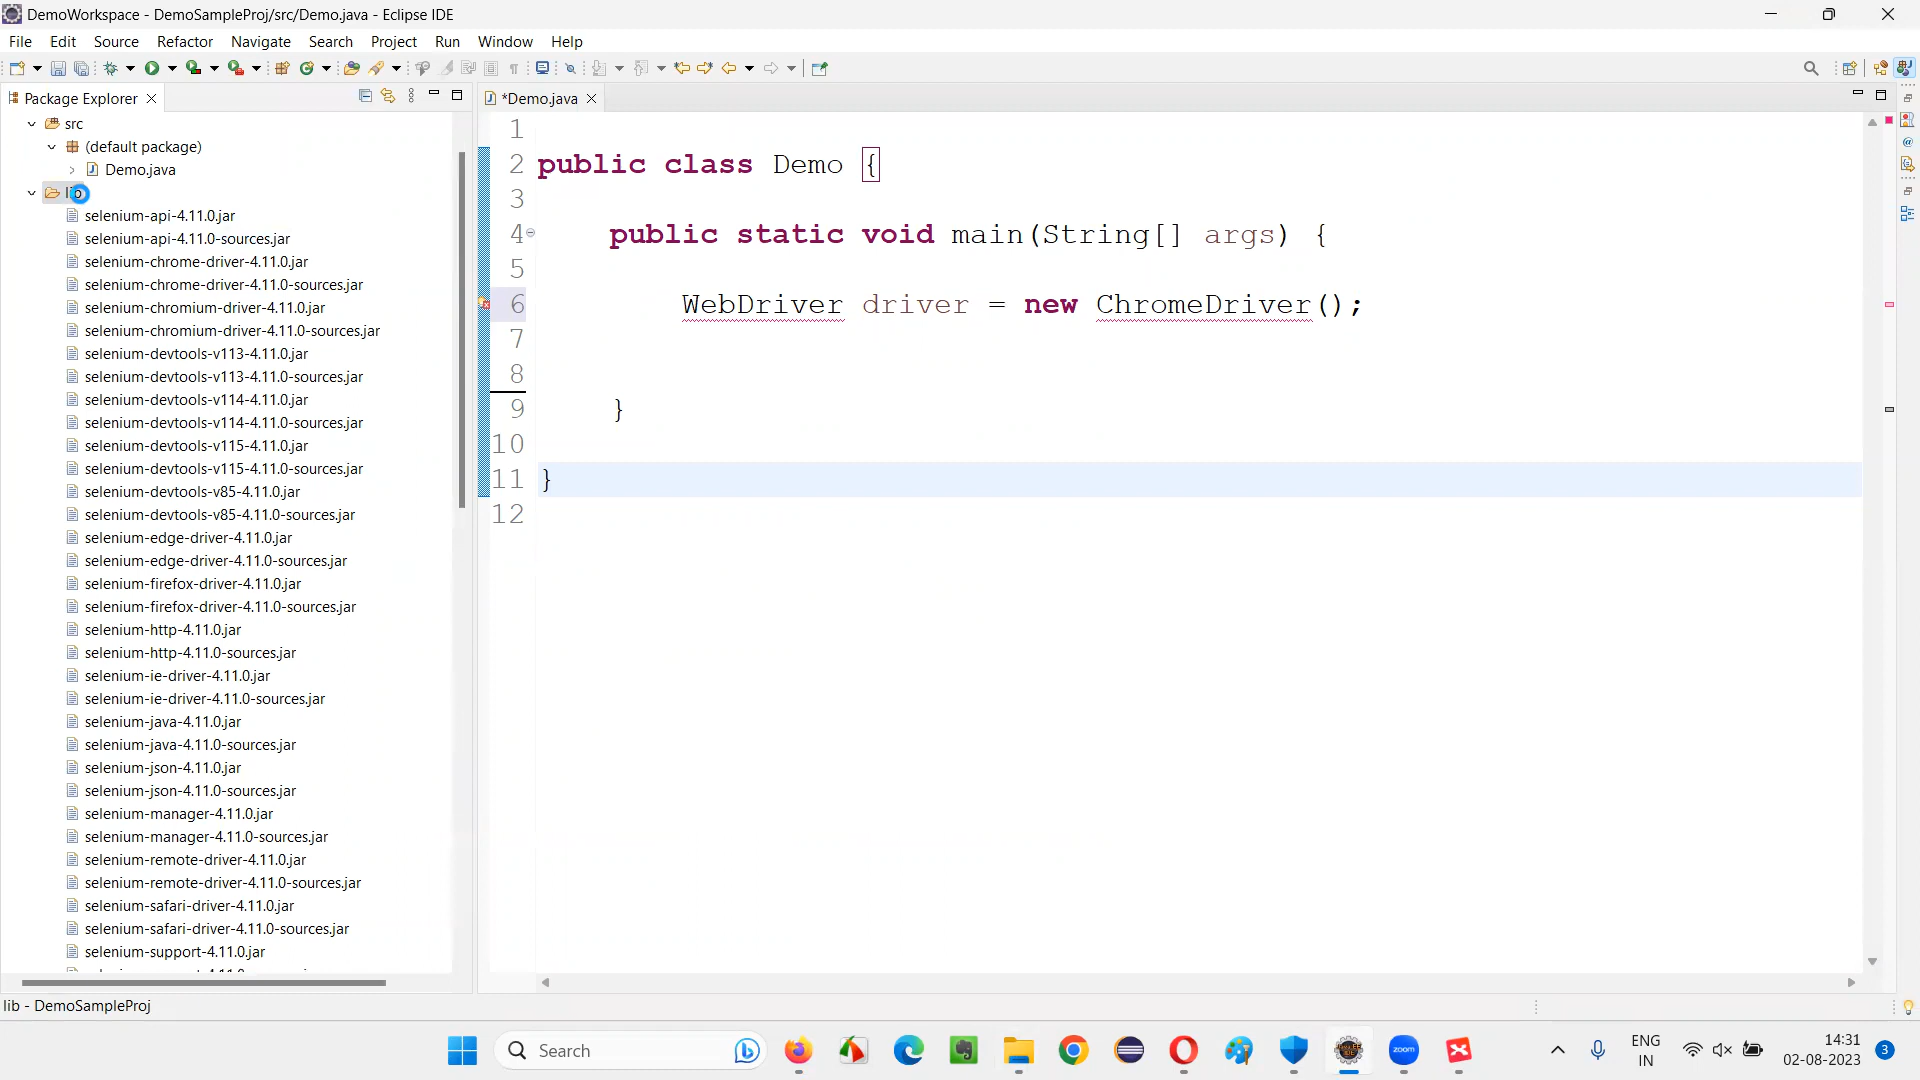 DemoWorkspace - DemoSampleProj/src/Demo.java - Eclipse IDE
File Edit Source Refactor Navigate Search Project Run Window Help
Package Explorer
*Demo.java
src
(default package)
Demo.java
lib
selenium-api-4.11.0.jar
selenium-api-4.11.0-sources.jar
selenium-chrome-driver-4.11.0.jar
selenium-chrome-driver-4.11.0-sources.jar
selenium-chromium-driver-4.11.0.jar
selenium-chromium-driver-4.11.0-sources.jar
selenium-devtools-v113-4.11.0.jar
selenium-devtools-v113-4.11.0-sources.jar
selenium-devtools-v114-4.11.0.jar
selenium-devtools-v114-4.11.0-sources.jar
selenium-devtools-v115-4.11.0.jar
selenium-devtools-v115-4.11.0-sources.jar
selenium-devtools-v85-4.11.0.jar
selenium-devtools-v85-4.11.0-sources.jar
selenium-edge-driver-4.11.0.jar
selenium-edge-driver-4.11.0-sources.jar
selenium-firefox-driver-4.11.0.jar
selenium-firefox-driver-4.11.0-sources.jar
selenium-http-4.11.0.jar
selenium-http-4.11.0-sources.jar
selenium-ie-driver-4.11.0.jar
selenium-ie-driver-4.11.0-sources.jar
selenium-java-4.11.0.jar
selenium-java-4.11.0-sources.jar
selenium-json-4.11.0.jar
selenium-json-4.11.0-sources.jar
selenium-manager-4.11.0.jar
selenium-manager-4.11.0-sources.jar
selenium-remote-driver-4.11.0.jar
selenium-remote-driver-4.11.0-sources.jar
selenium-safari-driver-4.11.0.jar
selenium-safari-driver-4.11.0-sources.jar
selenium-support-4.11.0.jar
1
2 public class Demo {
3
4 public static void main(String[] args) {
5
6 WebDriver driver = new ChromeDriver();
7
8
9 }
10
11 }
12
lib - DemoSampleProj
Search
zoom
ENG
IN
14:31
02-08-2023
3